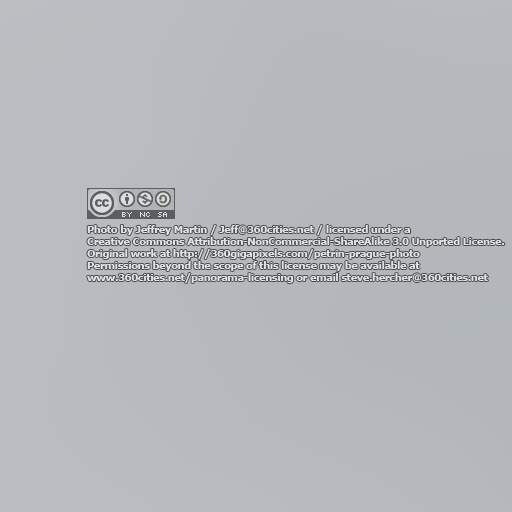 cc
BY NC SA
Photo by Jeffrey Martin / Jeff@360cities.net / licensed under a
Creative Commons Attribution-NonCommercial-ShareAlike 3.0 Unported License.
Original work at http://360gigapixels.com/petrin-prague-photo
Permissions beyond the scope of this license may be available at
www.360cities.net/panorama-licensing or email steve.hercher@360cities.net